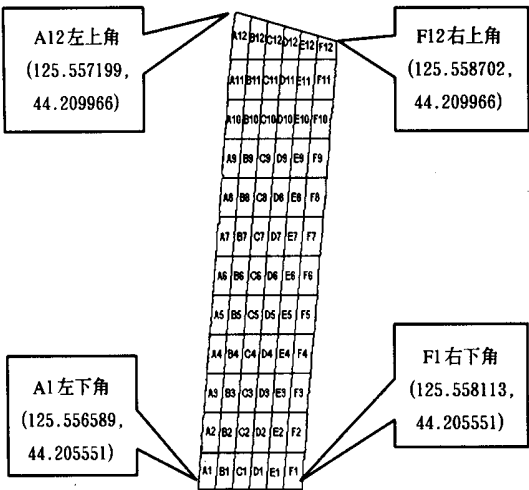 A12左上角
(125.557199,
44.209966)
F12右上角
(125.558702,
44.209966)
A12 B12 C12 D12 E12 F12
A11 B11 C11 D11 E11 F11
A10 B10 C10 D10 E10 F10
A9 B9 C9 D9 E9 F9
A8 B8 C8 D8 E8 F8
A7 B7 C7 D7 E7 F7
A6 B6 C6 D6 E6 F6
A5 B5 C5 D5 E5 F5
A4 B4 C4 D4 E4 F4
A3 B3 C3 D3 E3 F3
A2 B2 C2 D2 E2 F2
A1 B1 C1 D1 E1 F1
A1左下角
(125.556589,
44.205551)
F1右下角
(125.558113,
44.205551)